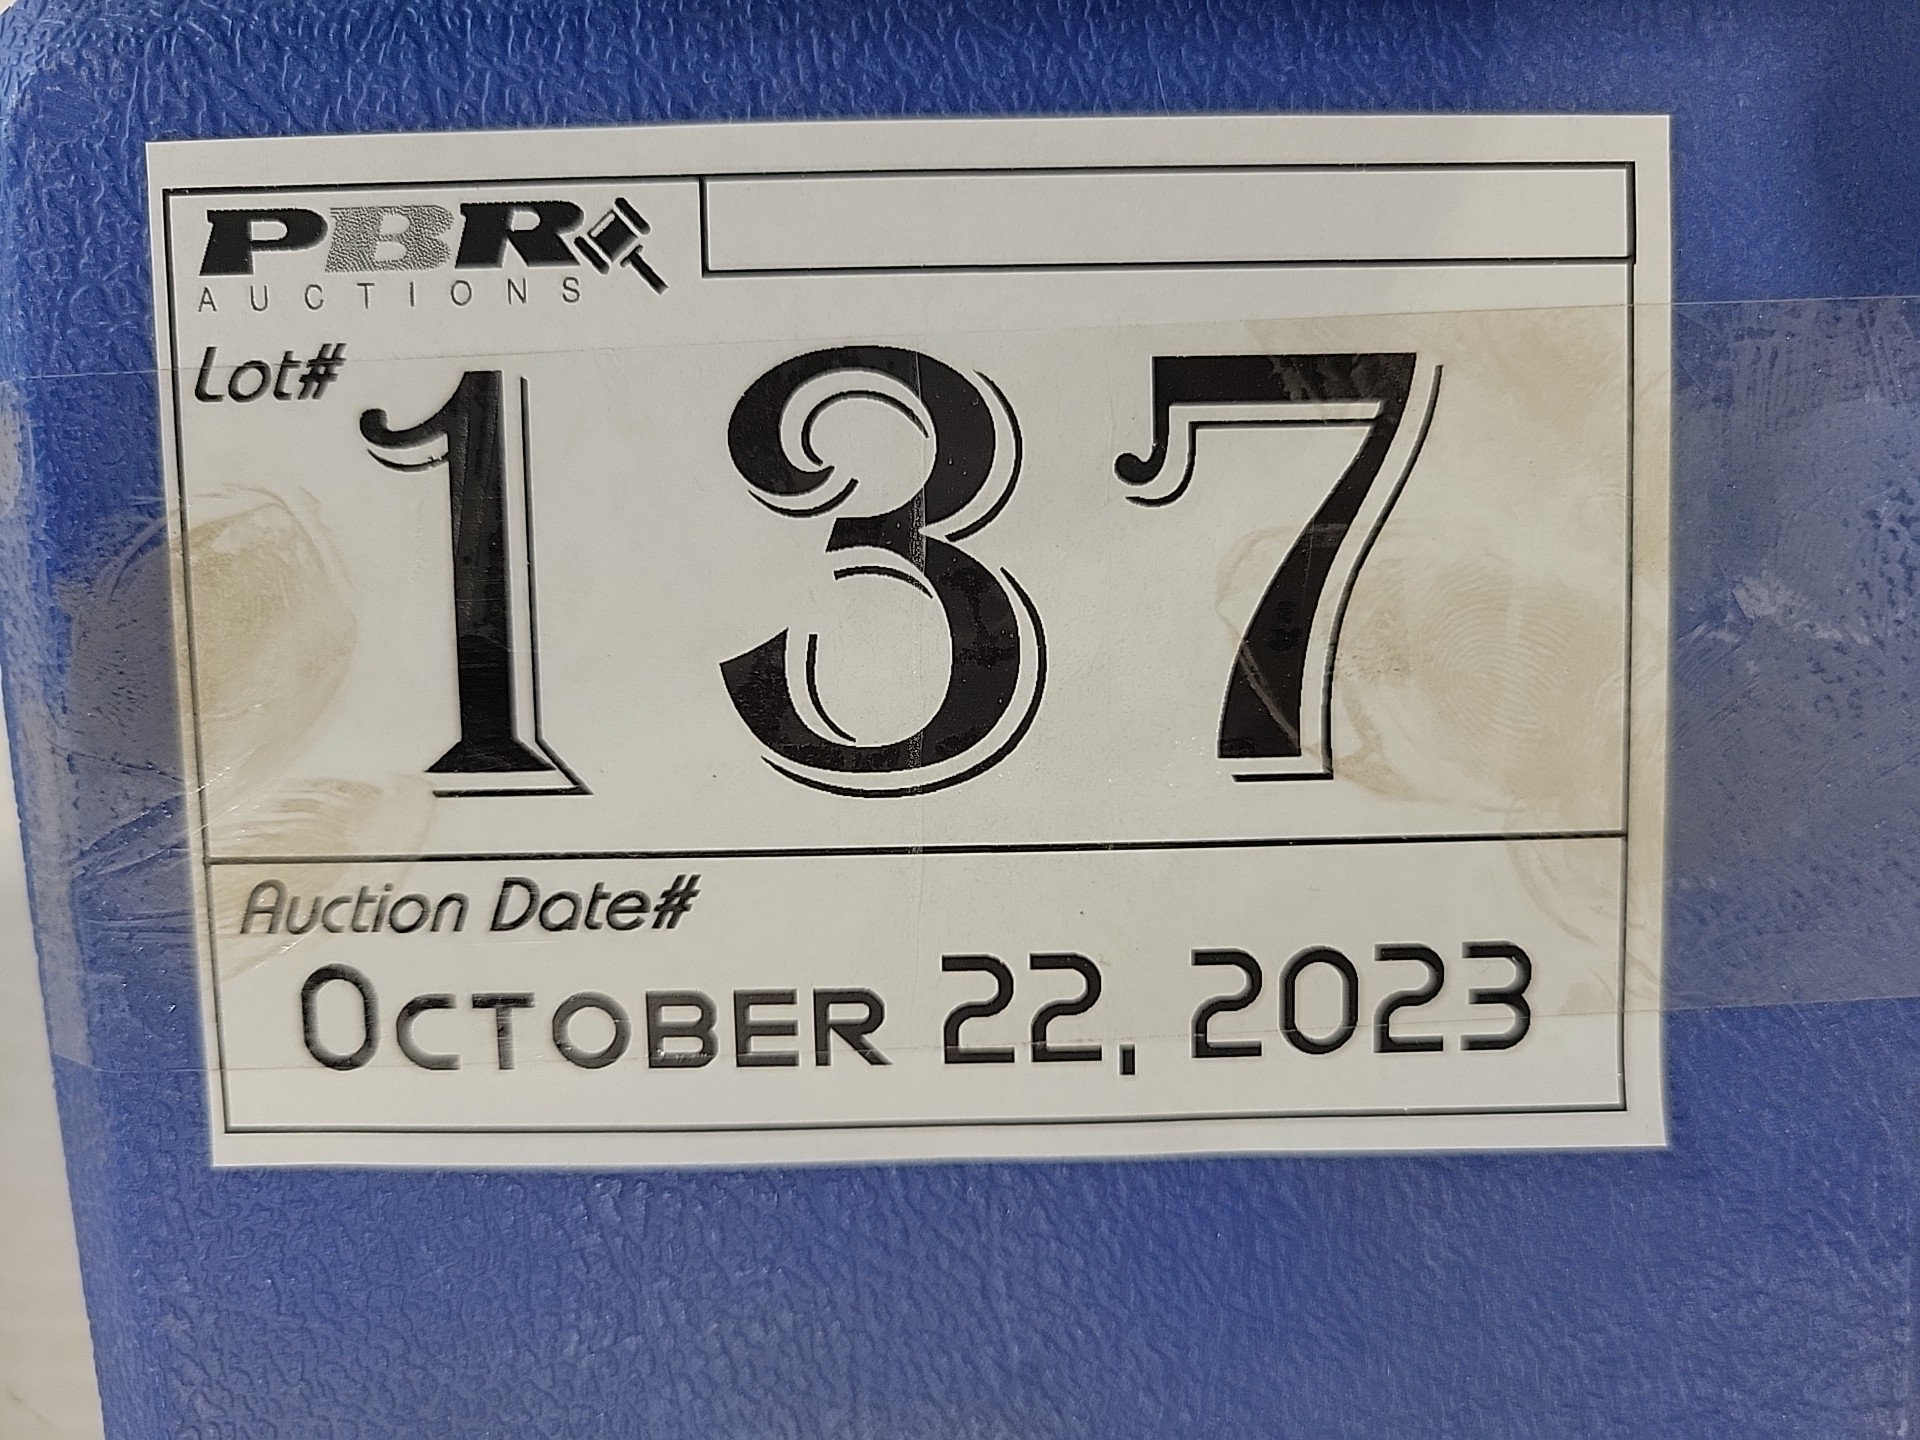 PBR
AUCTIONS
Lot#
137
Auction Date#
October 22, 2023